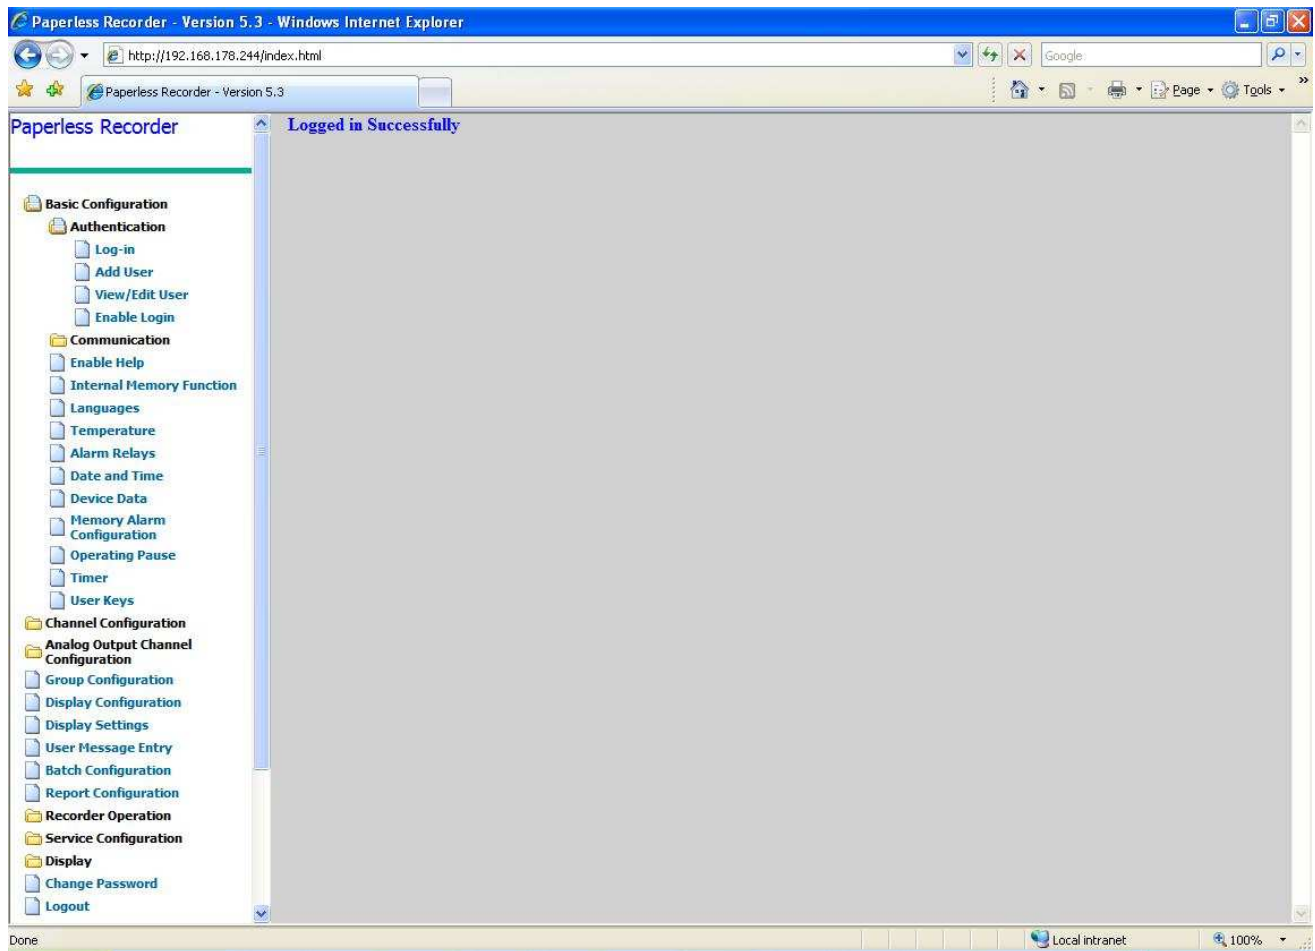 Paperless Recorder - Version 5.3 - Windows Internet Explorer
http://192.168.178.244/index.html
Google
Paperless Recorder - Version 5.3
Page
Tools
»
Paperless Recorder
Logged in Successfully
Basic Configuration
Authentication
Log-in
Add User
View/Edit User
Enable Login
Communication
Enable Help
Internal Memory Function
Languages
Temperature
Alarm Relays
Date and Time
Device Data
Memory Alarm
Configuration
Operating Pause
Timer
User Keys
Channel Configuration
Analog Output Channel
Configuration
Group Configuration
Display Configuration
Display Settings
User Message Entry
Batch Configuration
Report Configuration
Recorder Operation
Service Configuration
Display
Change Password
Logout
Done
Local intranet
100%